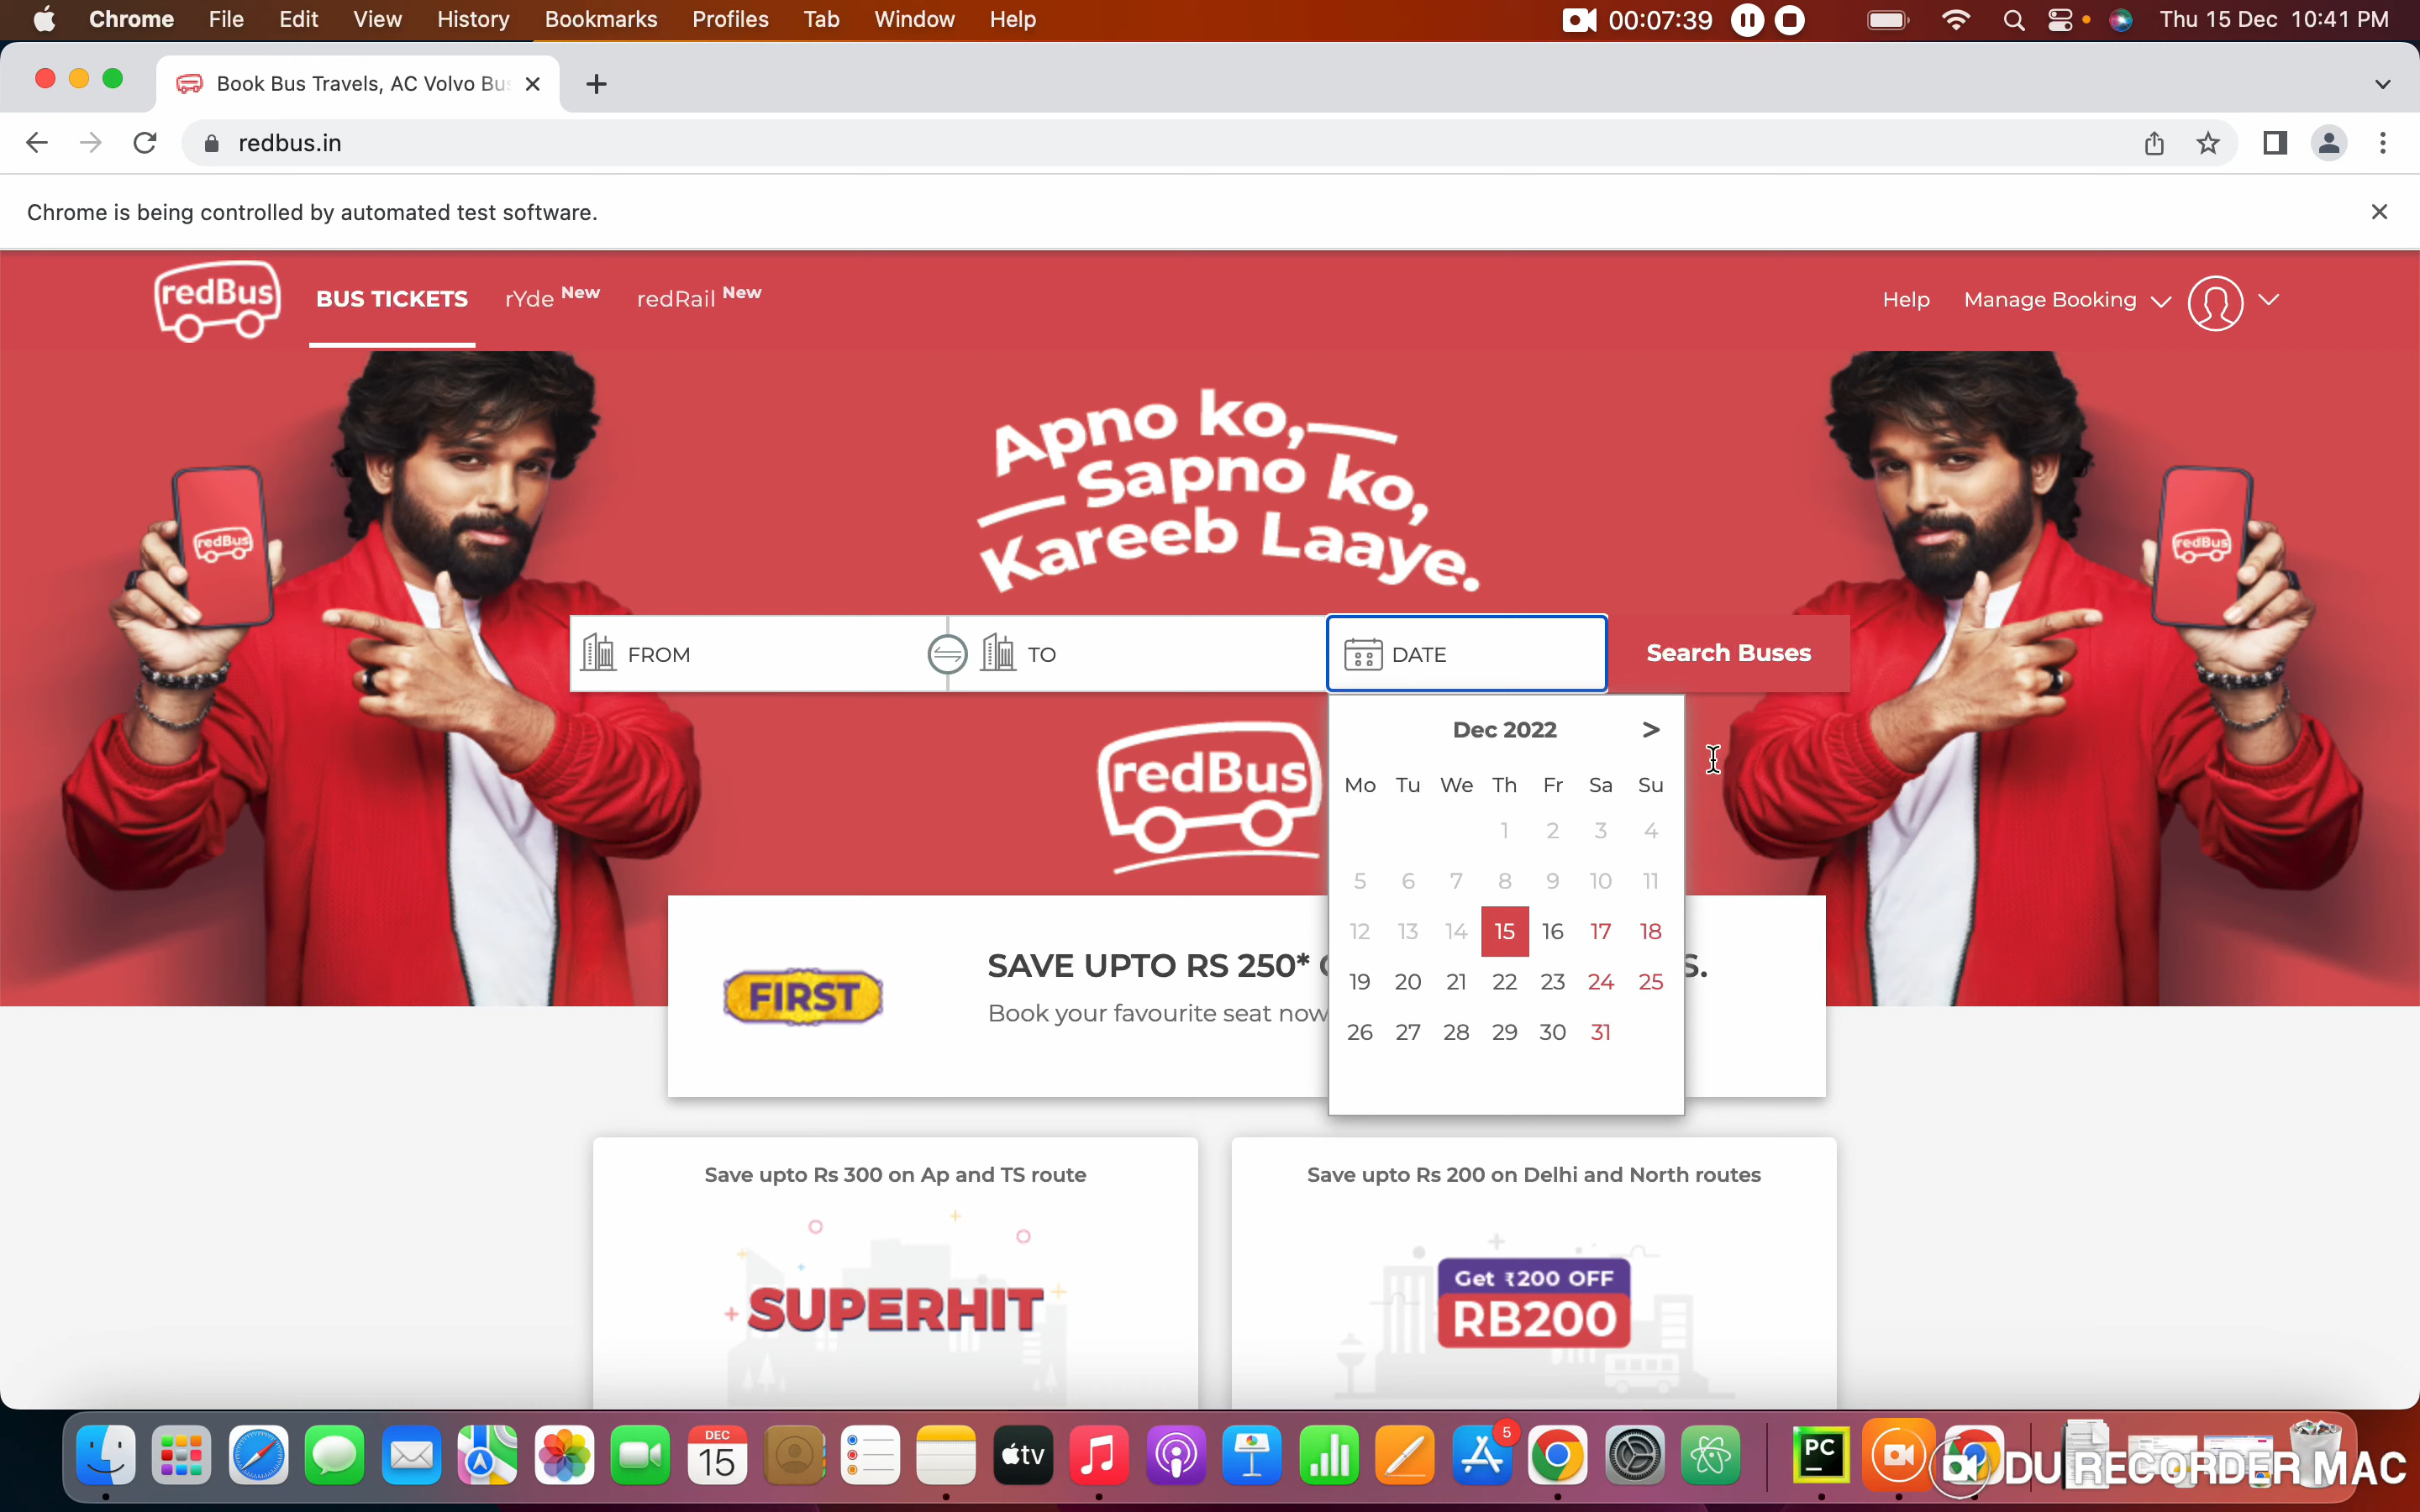 Chrome File Edit View History Bookmarks Profiles Tab Window Help 00:07:39 Thu 15 Dec 10:41 PM
Book Bus Travels, AC Volvo Bus
redbus.in
Chrome is being controlled by automated test software.
redBus BUS TICKETS rYde New redRail New Help Manage Booking
Apno ko,
Sapno ko,
Kareeb Laaye.
redBus
redBus
FROM TO DATE Search Buses
Dec 2022 >
redBus
Mo Tu We Th Fr Sa Su
1 2 3 4
5 6 7 8 9 10 11
12 13 14 15 16 17 18
19 20 21 22 23 24 25
26 27 28 29 30 31
FIRST
SAVE UPTO RS 250* S.
Book your favourite seat now
Save upto Rs 300 on Ap and TS route
SUPERHIT
Save upto Rs 200 on Delhi and North routes
Get ₹200 OFF
RB200
DEC
15
tv
5
PC
DU RECORDER MAC